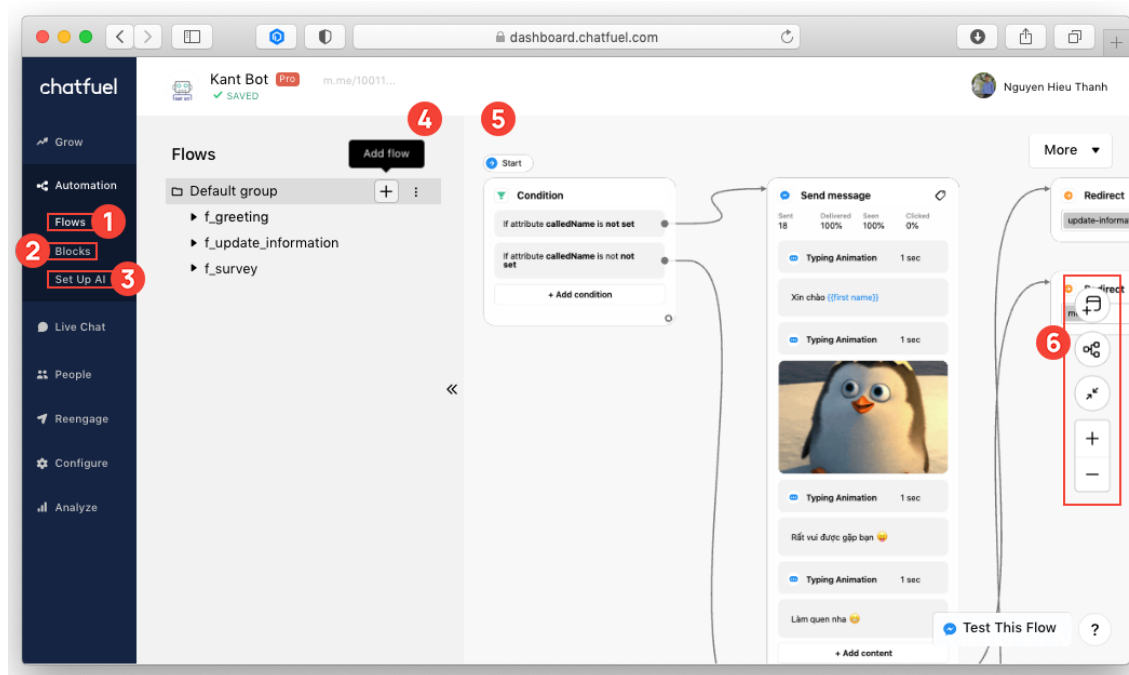 dashboard.chatfuel.com
chatfuel
Kant Bot Pro
m.me/10011...
SAVED
Nguyen Hieu Thanh
Grow
Automation
Flows 1
2 Blocks
Set Up AI 3
Live Chat
People
Reengage
Configure
Analyze
4
Flows
Add flow
Default group
f_greeting
f_update_information
f_survey
5
Start
More
Condition
If attribute calledName is not set
If attribute calledName is not not
set
+ Add condition
Send message
Sent Delivered Seen Clicked
18 100% 100% 0%
Typing Animation 1 sec
Xin chào {{first name}}
Typing Animation 1 sec
Typing Animation 1 sec
Rất vui được gặp bạn 😛
Typing Animation 1 sec
Làm quen nha 😊
+ Add content
Redirect
update-informa
Redirect
6
Test This Flow
?